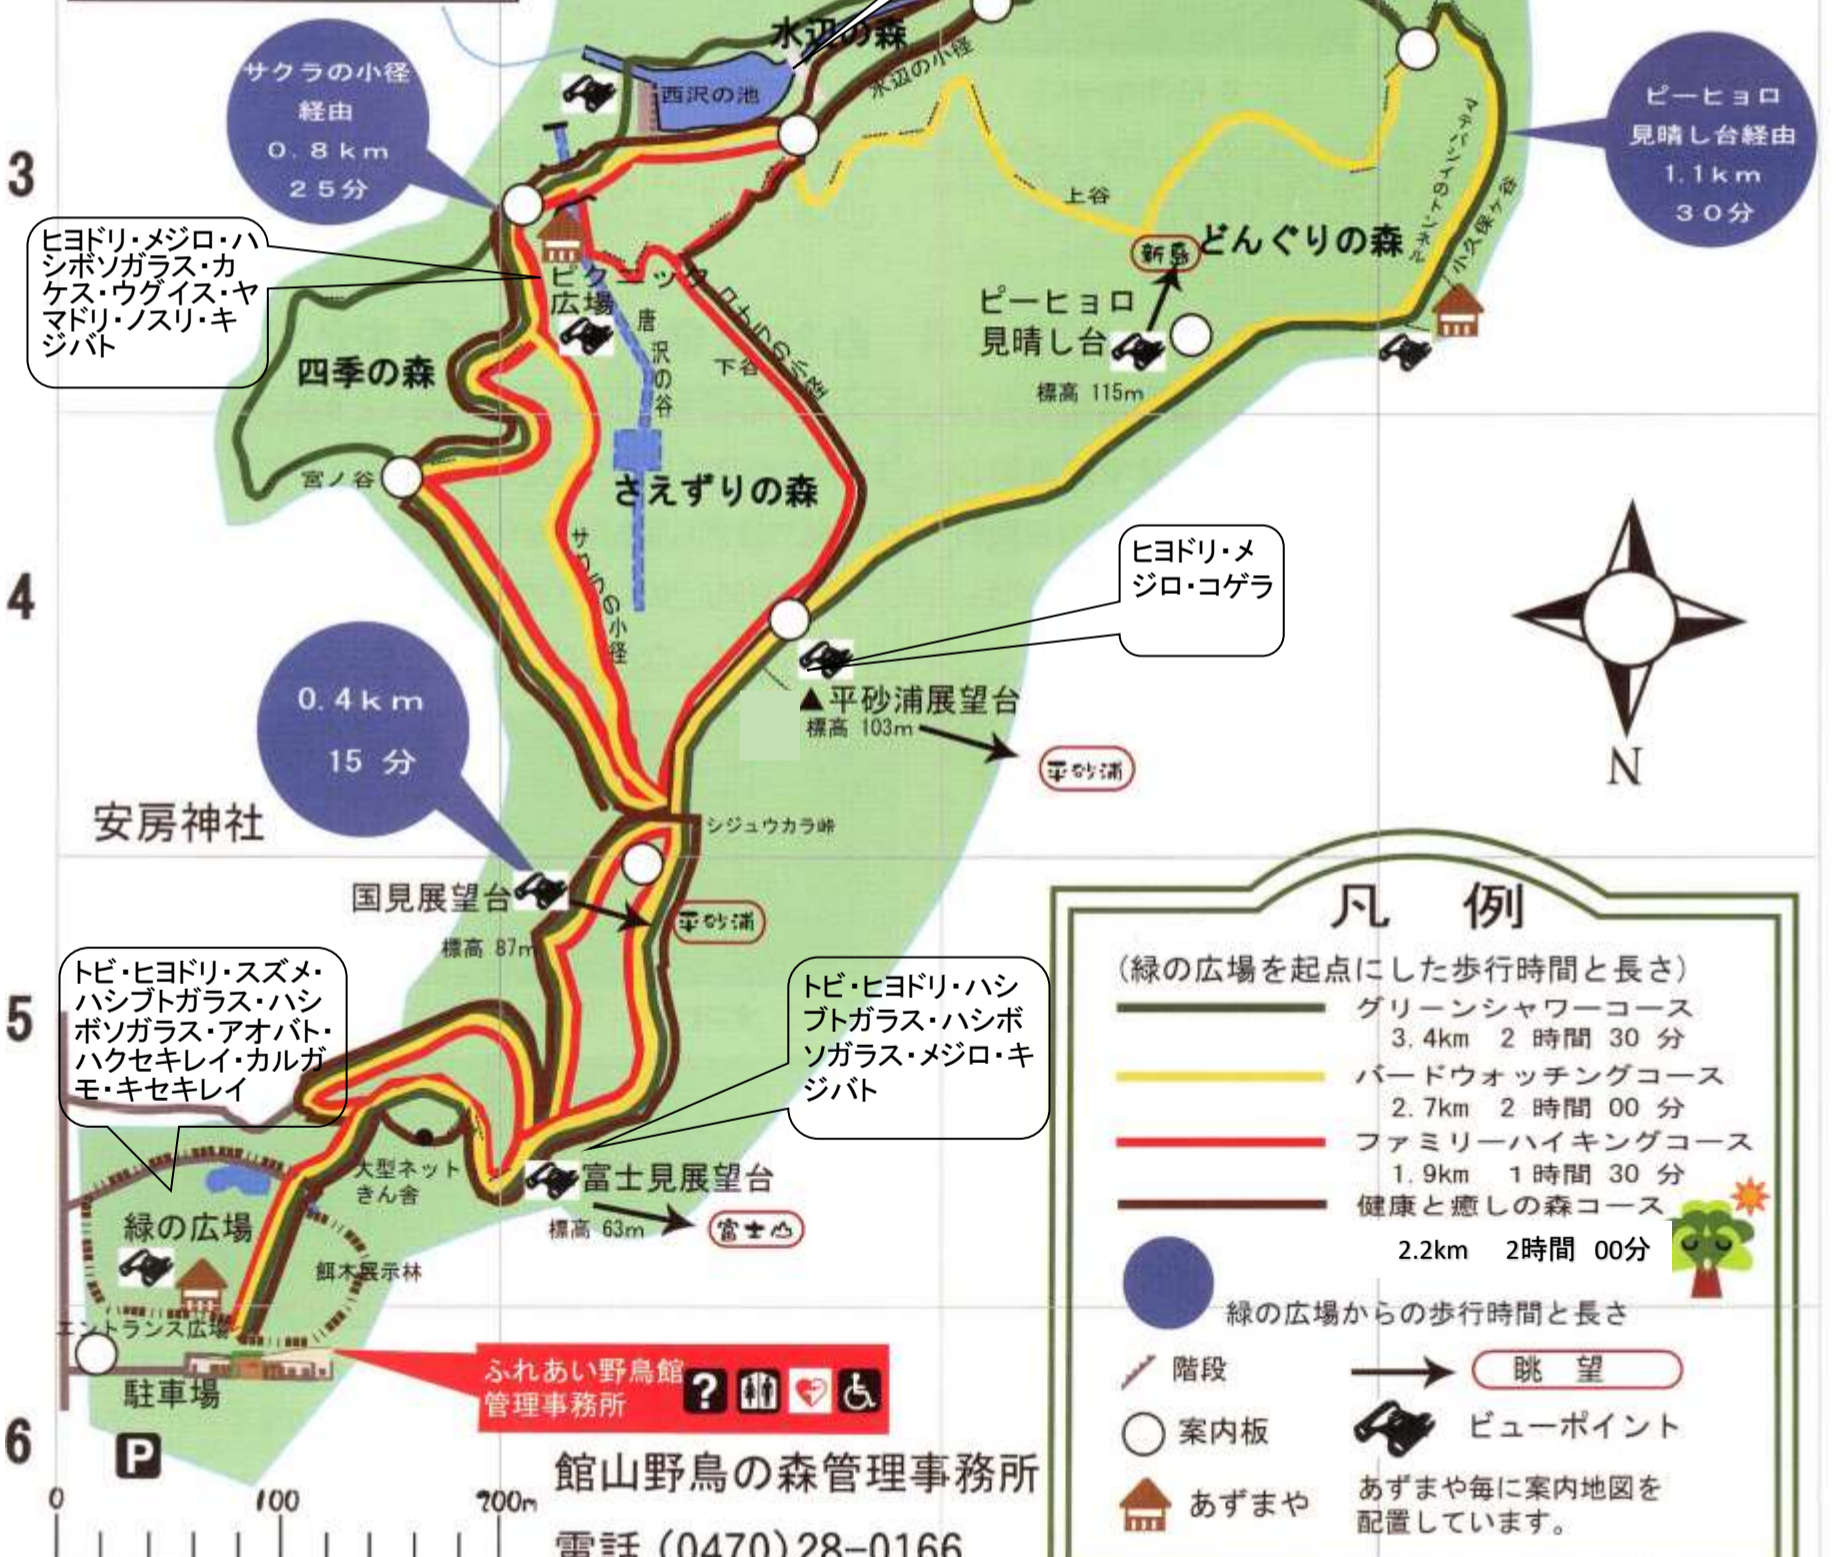 水辺の森
サクラの小径
経由
0.8km
25分
西沢の池
水辺の小径
ピーヒョロ
見晴し台経由
1.1km
30分
マテバシイのトンネル
小久保ヶ谷
3
上谷
新島
どんぐりの森
ヒヨドリ・メジロ・ハ
シボソガラス・カ
ケス・ウグイス・ヤ
マドリ・ノスリ・キ
ジバト
ピクニック
広場
唐沢の谷
下谷
ピーヒョロ
見晴し台
標高 115m
四季の森
宮ノ谷
さえずりの森
サクラの小径
4
ヒヨドリ・メ
ジロ・コゲラ
▲平砂浦展望台
標高 103m
平砂浦
N
0.4km
15 分
安房神社
シジュウカラ峠
国見展望台
標高 87m
平砂浦
5
トビ・ヒヨドリ・スズメ・
ハシブトガラス・ハシ
ボソガラス・アオバト・
ハクセキレイ・カルガ
モ・キセキレイ
トビ・ヒヨドリ・ハシ
ブトガラス・ハシボ
ソガラス・メジロ・キ
ジバト
大型ネット
きん舎
富士見展望台
標高 63m
富士山
緑の広場
餌木展示林
エントランス広場
駐車場
P
6
ふれあい野鳥館
管理事務所
?
館山野鳥の森管理事務所
電話 (0470)28-0166
0 100 200m
凡 例
(緑の広場を起点にした歩行時間と長さ)
グリーンシャワーコース
3.4km 2 時間 30 分
バードウォッチングコース
2.7km 2 時間 00 分
ファミリーハイキングコース
1.9km 1時間 30 分
健康と癒しの森コース
2.2km 2時間 00分
緑の広場からの歩行時間と長さ
階段
眺 望
案内板
ビューポイント
あずまや
あずまや毎に案内地図を
配置しています。